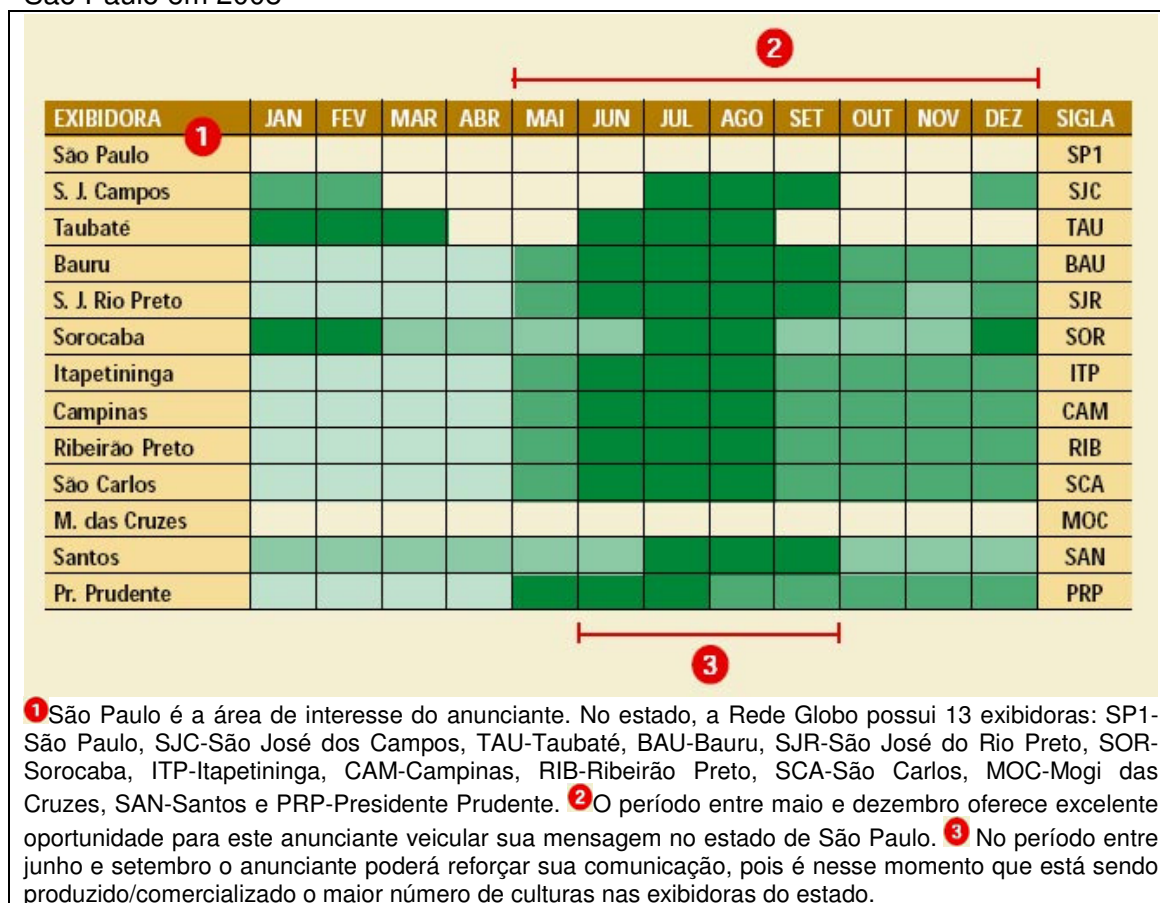 São Paulo em 2003
2
EXIBIDORA 1 JAN FEV MAR ABR MAI JUN JUL AGO SET OUT NOV DEZ SIGLA
São Paulo SP1
S. J. Campos SJC
Taubaté TAU
Bauru BAU
S. J. Rio Preto SJR
Sorocaba SOR
Itapetininga ITP
Campinas CAM
Ribeirão Preto RIB
São Carlos SCA
M. das Cruzes MOC
Santos SAN
Pr. Prudente PRP
3
1 São Paulo é a área de interesse do anunciante. No estado, a Rede Globo possui 13 exibidoras: SP1-
São Paulo, SJC-São José dos Campos, TAU-Taubaté, BAU-Bauru, SJR-São José do Rio Preto, SOR-
Sorocaba, ITP-Itapetininga, CAM-Campinas, RIB-Ribeirão Preto, SCA-São Carlos, MOC-Mogi das
Cruzes, SAN-Santos e PRP-Presidente Prudente. 2 O período entre maio e dezembro oferece excelente
oportunidade para este anunciante veicular sua mensagem no estado de São Paulo. 3 No período entre
junho e setembro o anunciante poderá reforçar sua comunicação, pois é nesse momento que está sendo
produzido/comercializado o maior número de culturas nas exibidoras do estado.